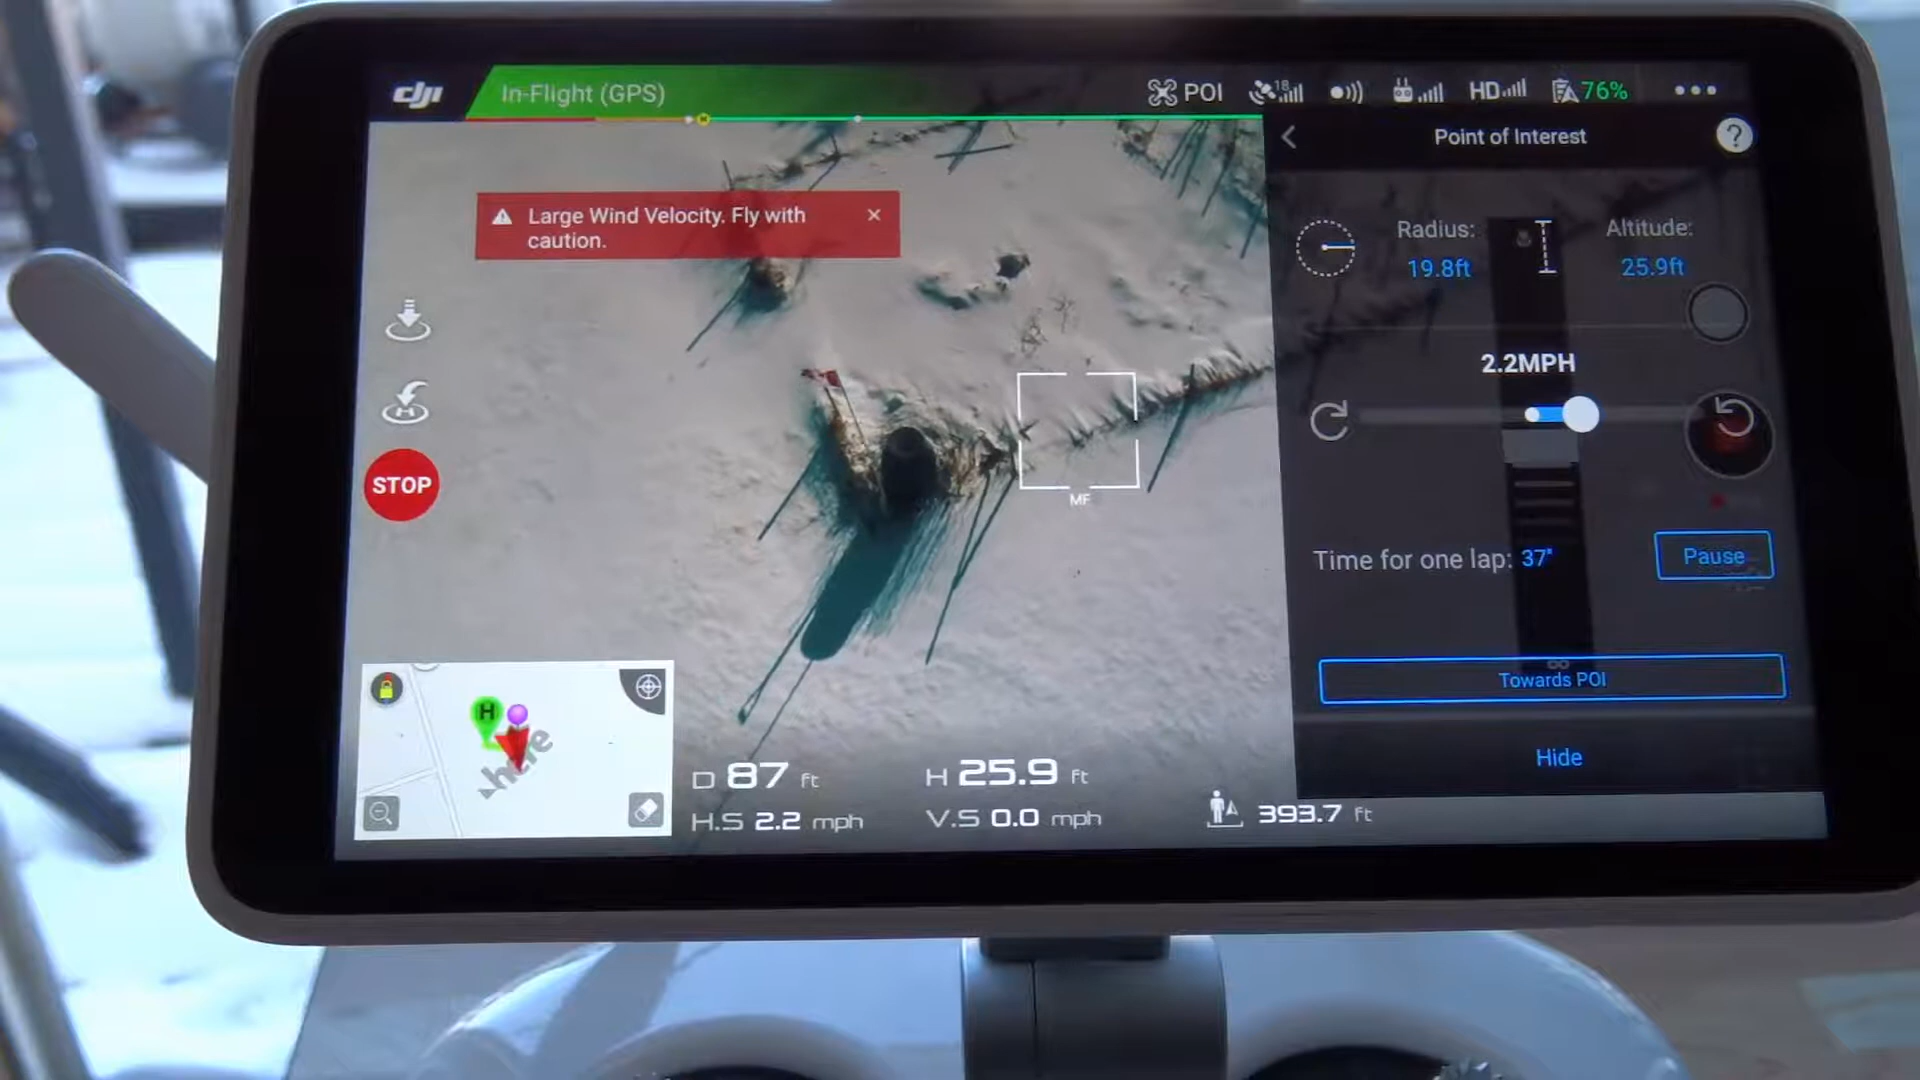 dji
In-Flight (GPS)
POI
18
HD
76%
Large Wind Velocity. Fly with
caution.
Point of Interest
?
Radius:
19.8ft
Altitude:
25.9ft
2.2MPH
STOP
MF
Time for one lap: 37"
Pause
Towards POI
Hide
H
here
D 87 ft
H 25.9 ft
H.S 2.2 mph
V.S 0.0 mph
393.7 ft